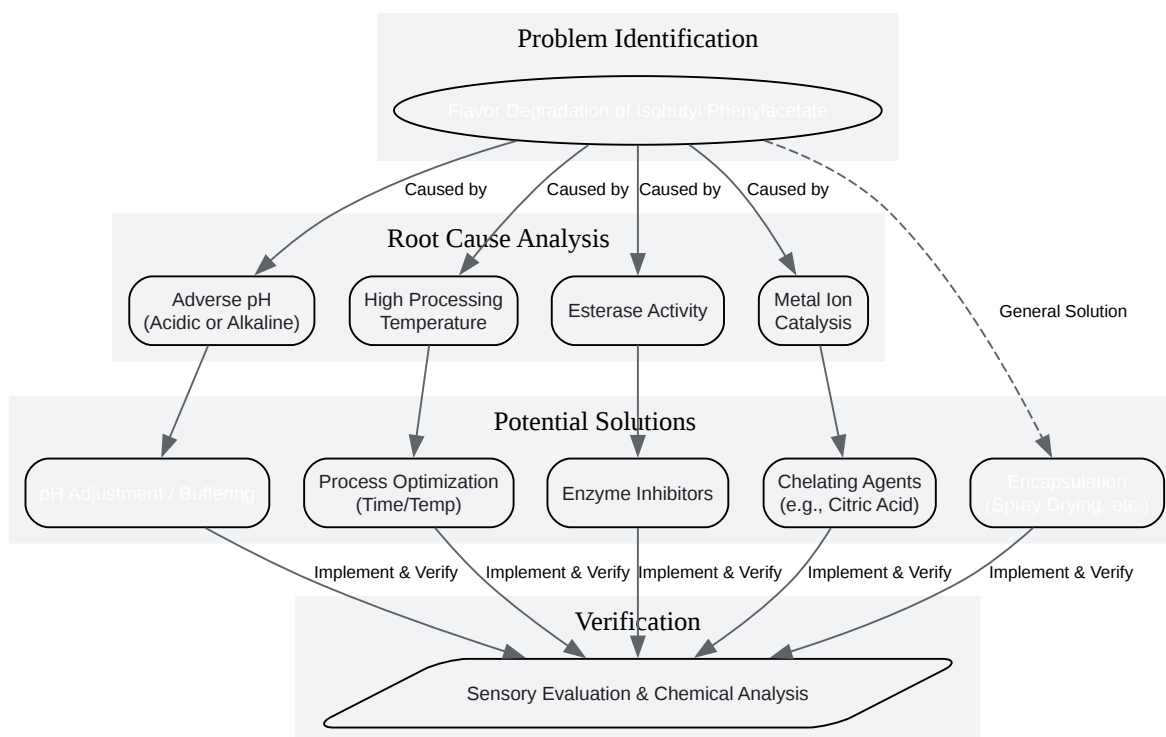 Problem Identification
Flavor Degradation of Isobutyl Phenylacetate
Caused by
Caused by
Caused by
Caused by
Root Cause Analysis
Adverse pH
(Acidic or Alkaline)
High Processing
Temperature
Esterase Activity
Metal Ion
Catalysis
General Solution
Potential Solutions
pH Adjustment / Buffering
Process Optimization
(Time/Temp)
Enzyme Inhibitors
Chelating Agents
(e.g., Citric Acid)
Encapsulation
(Spray Drying, etc.)
Implement & Verify
Implement & Verify
Implement & Verify
Implement & Verify
Implement & Verify
Verification
Sensory Evaluation & Chemical Analysis